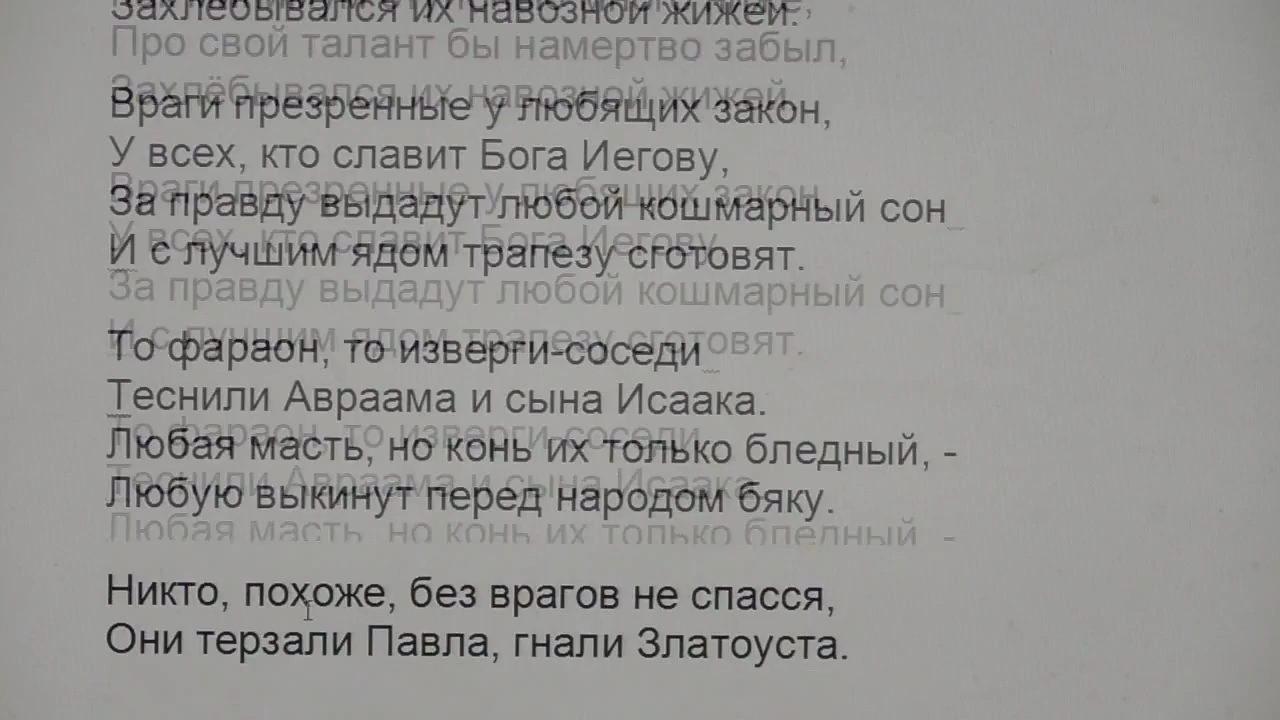 Захлёбывался их навозной жижей.
Про свой талант бы намертво забыл,
Захлёбывался их навозной жижей.
Враги презренные у любящих закон,
У всех, кто славит Бога Иегову,
Враги презренные у любящих закон,
За правду выдадут любой кошмарный сон
У всех, кто славит Бога Иегову,
И с лучшим ядом трапезу сготовят.
За правду выдадут любой кошмарный сон
И с лучшим ядом трапезу сготовят.
То фараон, то изверги-соседи
Теснили Авраама и сына Исаака.
То фараон, то изверги-соседи
Любая масть, но конь их только бледный, -
Теснили Авраама и сына Исаака.
Любую выкинут перед народом бяку.
Любая масть, но конь их только бледный, -
Никто, похоже, без врагов не спасся,
Они терзали Павла, гнали Златоуста.